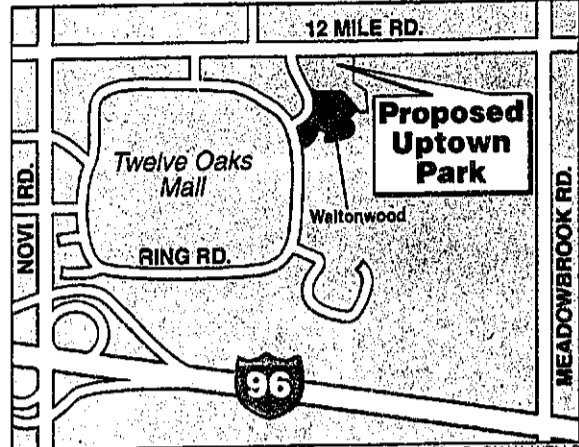 12 MILE RD.
Proposed
Uptown
Park
Twelve Oaks
Mall
Waltonwood
NOVI RD.
RING RD.
MEADOWBROOK RD.
96